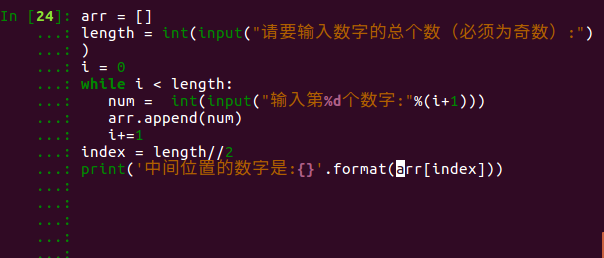 In [24]: arr = []
    ...: length = int(input("请要输入数字的总个数（必须为奇数）:")
    ...: )
    ...: i = 0
    ...: while i < length:
    ...:    num =  int(input("输入第%d个数字:"%(i+1)))
    ...:    arr.append(num)
    ...:    i+=1
    ...: index = length//2
    ...: print('中间位置的数字是:{}'.format(arr[index]))
    ...:
    ...:
    ...:
    ...:
    ...: